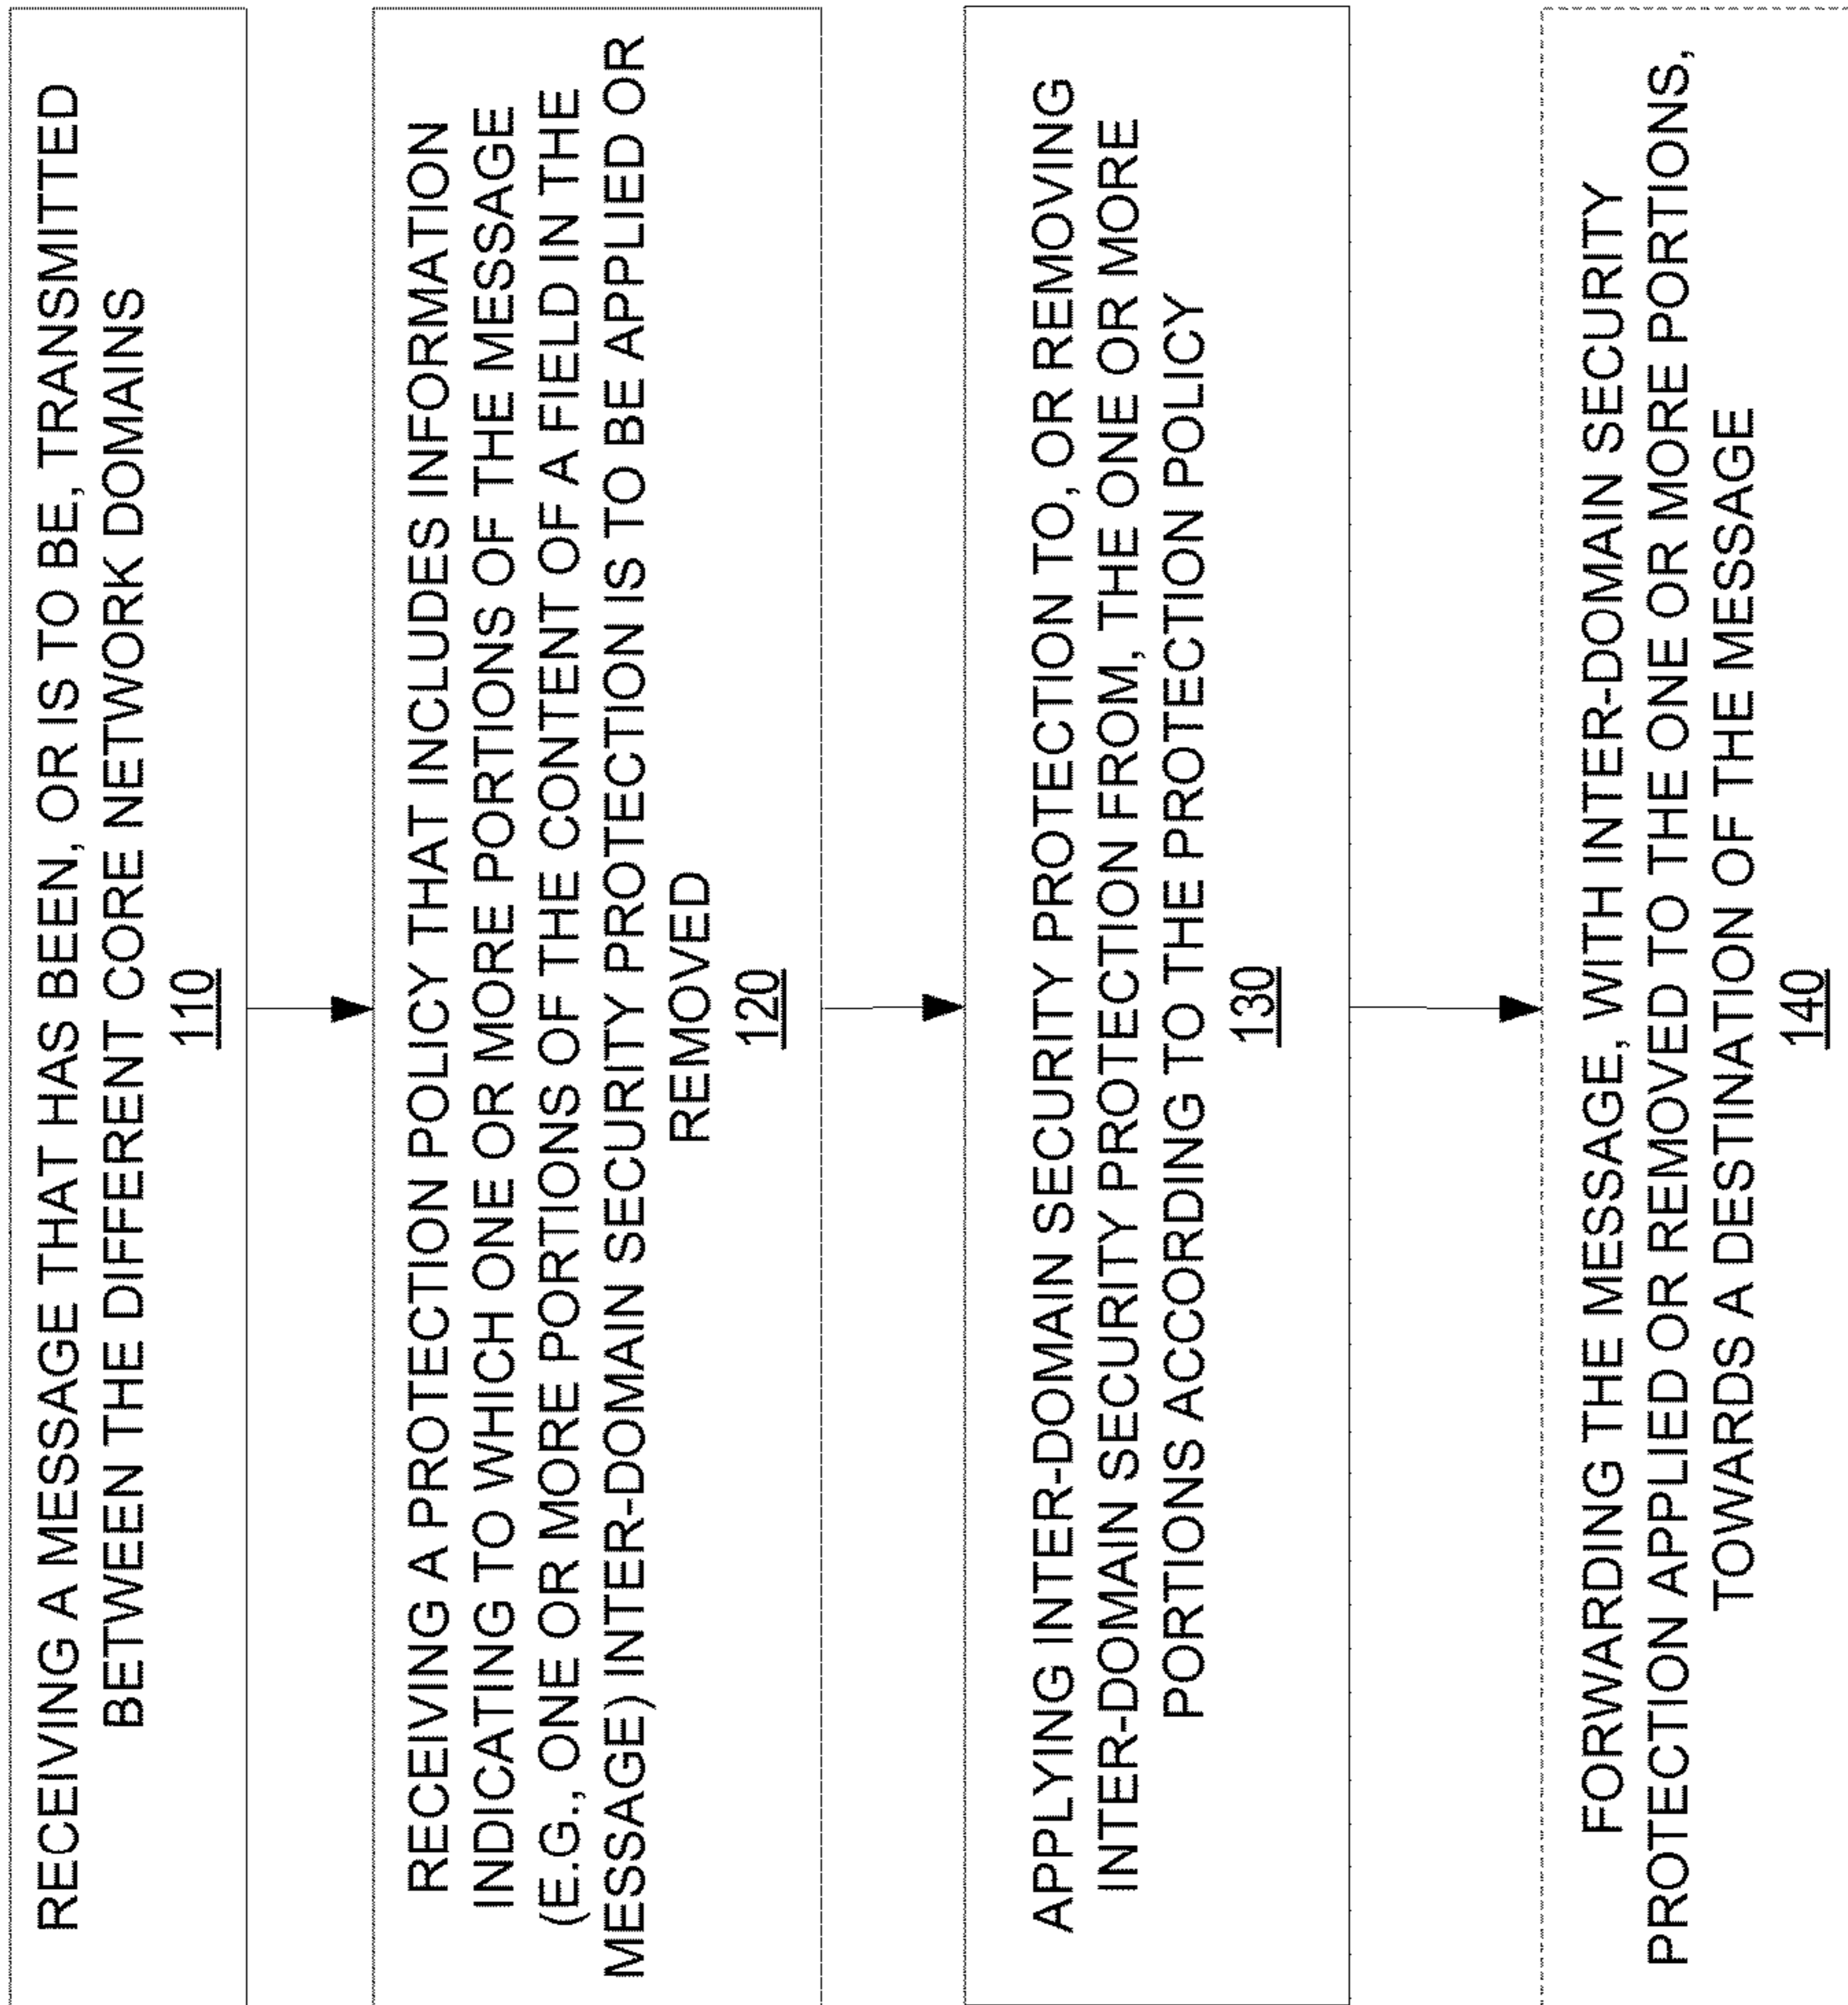 RECEIVING A MESSAGE THAT HAS BEEN, OR IS TO BE, TRANSMITTED
BETWEEN THE DIFFERENT CORE NETWORK DOMAINS
110
RECEIVING A PROTECTION POLICY THAT INCLUDES INFORMATION
INDICATING TO WHICH ONE OR MORE PORTIONS OF THE MESSAGE
(E.G., ONE OR MORE PORTIONS OF THE CONTENT OF A FIELD IN THE
MESSAGE) INTER-DOMAIN SECURITY PROTECTION IS TO BE APPLIED OR
REMOVED
120
APPLYING INTER-DOMAIN SECURITY PROTECTION TO, OR REMOVING
INTER-DOMAIN SECURITY PROTECTION FROM, THE ONE OR MORE
PORTIONS ACCORDING TO THE PROTECTION POLICY
130
FORWARDING THE MESSAGE, WITH INTER-DOMAIN SECURITY
PROTECTION APPLIED OR REMOVED TO THE ONE OR MORE PORTIONS,
TOWARDS A DESTINATION OF THE MESSAGE
140